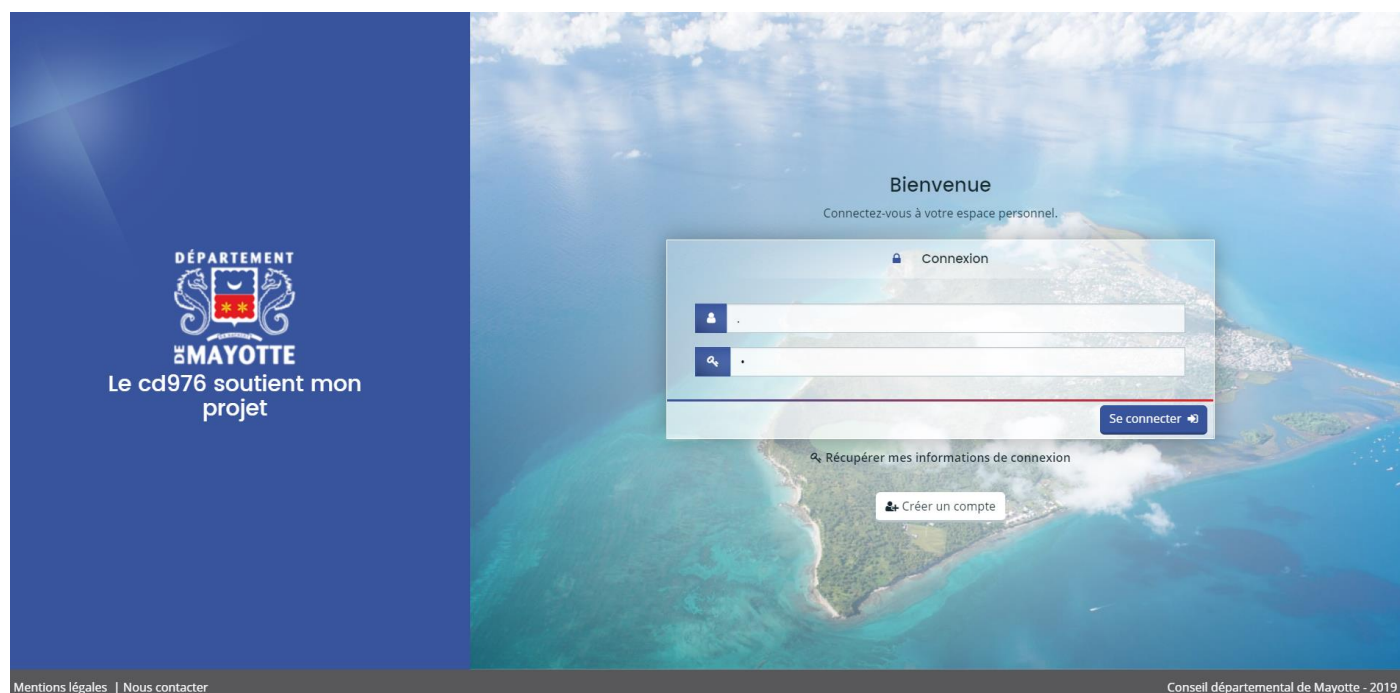 DÉPARTEMENT
DE MAYOTTE
Le cd976 soutient mon
projet
Bienvenue
Connectez-vous à votre espace personnel.
Connexion
.
•
Se connecter
Récupérer mes informations de connexion
Créer un compte
Mentions légales | Nous contacter
Conseil départemental de Mayotte - 2019